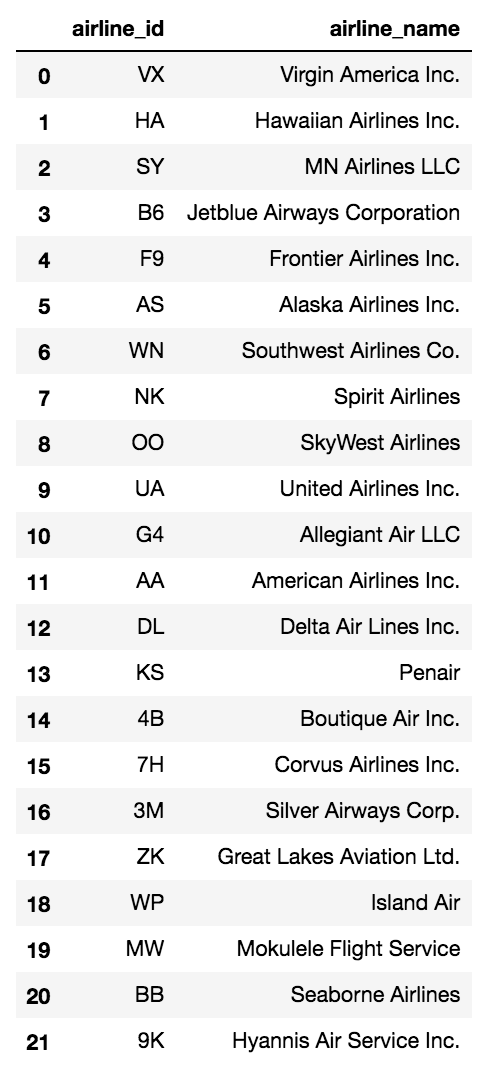 airline_id airline_name
0 VX Virgin America Inc.
1 HA Hawaiian Airlines Inc.
2 SY MN Airlines LLC
3 B6 Jetblue Airways Corporation
4 F9 Frontier Airlines Inc.
5 AS Alaska Airlines Inc.
6 WN Southwest Airlines Co.
7 NK Spirit Airlines
8 OO SkyWest Airlines
9 UA United Airlines Inc.
10 G4 Allegiant Air LLC
11 AA American Airlines Inc.
12 DL Delta Air Lines Inc.
13 KS Penair
14 4B Boutique Air Inc.
15 7H Corvus Airlines Inc.
16 3M Silver Airways Corp.
17 ZK Great Lakes Aviation Ltd.
18 WP Island Air
19 MW Mokulele Flight Service
20 BB Seaborne Airlines
21 9K Hyannis Air Service Inc.